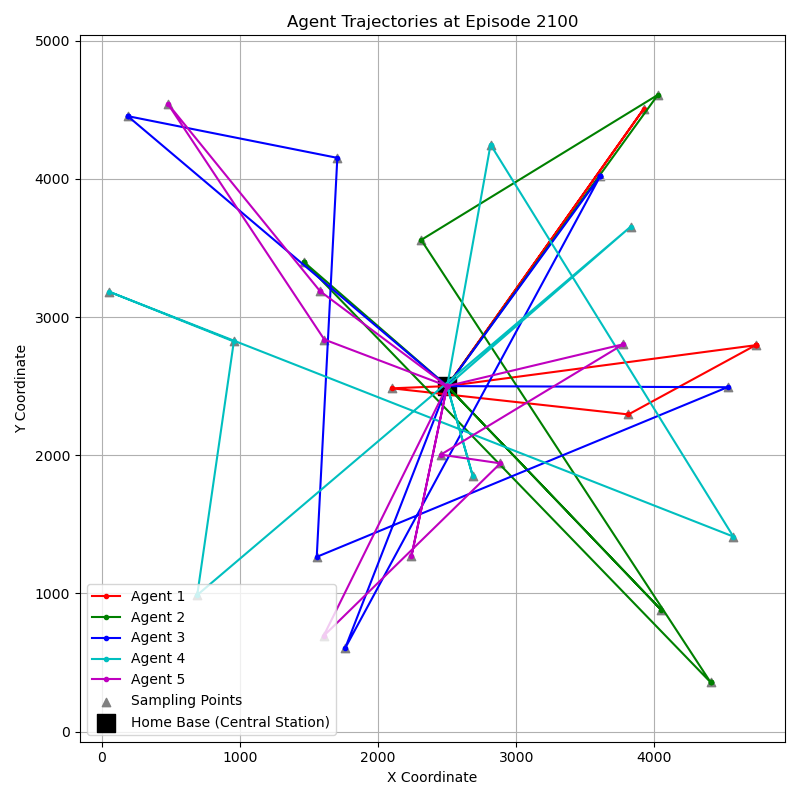 Agent Trajectories at Episode 2100
5000
4000
3000
2000
1000
0
Y Coordinate
Agent 1
Agent 2
Agent 3
Agent 4
Agent 5
Sampling Points
Home Base (Central Station)
0 1000 2000 3000 4000
X Coordinate